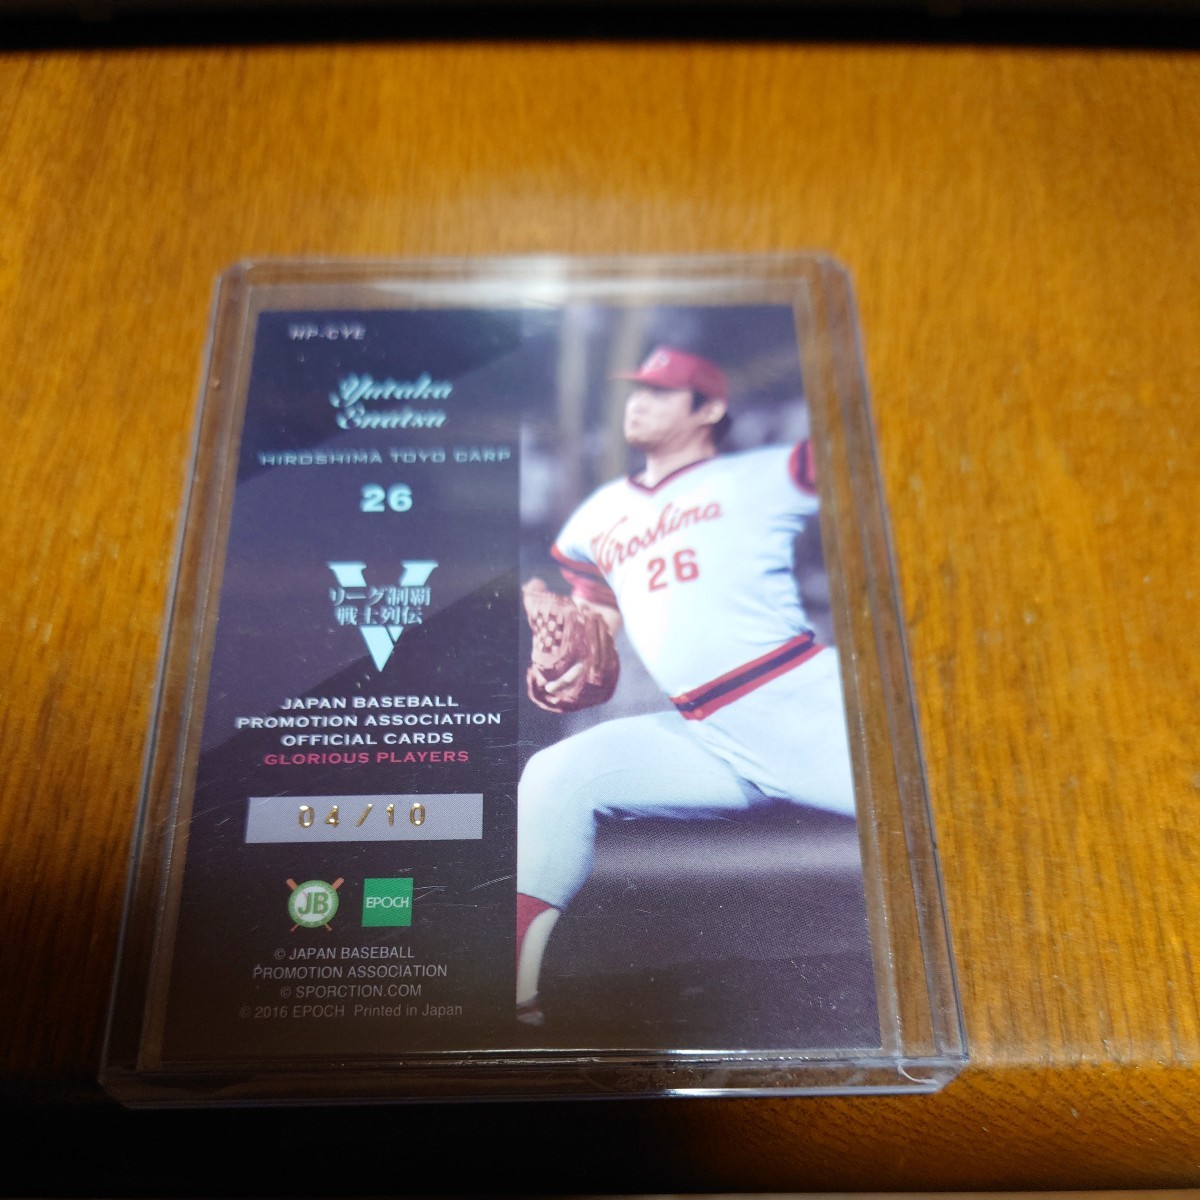 HP-CYE
Yutaka
Enatsu
HIROSHIMA TOYO CARP
26
V
リーグ制覇
戦士列伝
JAPAN BASEBALL
PROMOTION ASSOCIATION
OFFICIAL CARDS
GLORIOUS PLAYERS
04/10
JB
EPOCH
© JAPAN BASEBALL
PROMOTION ASSOCIATION
© SPORCTION.COM
© 2016 EPOCH Printed in Japan
Hiroshima
26